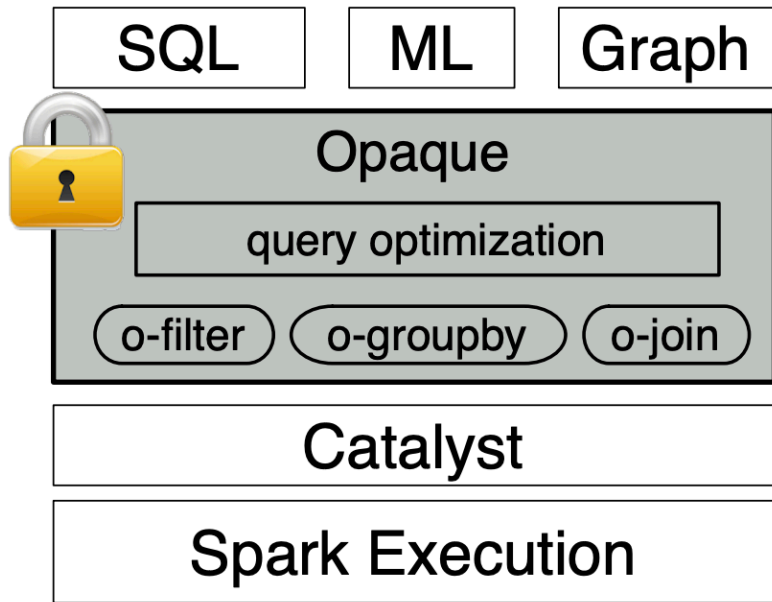 SQL ML Graph
Opaque
query optimization
o-filter o-groupby o-join
Catalyst
Spark Execution